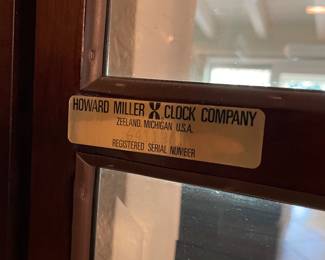 HOWARD MILLER CLOCK COMPANY
ZEELAND, MICHIGAN U.S.A.
REGISTERED SERIAL NUMBER